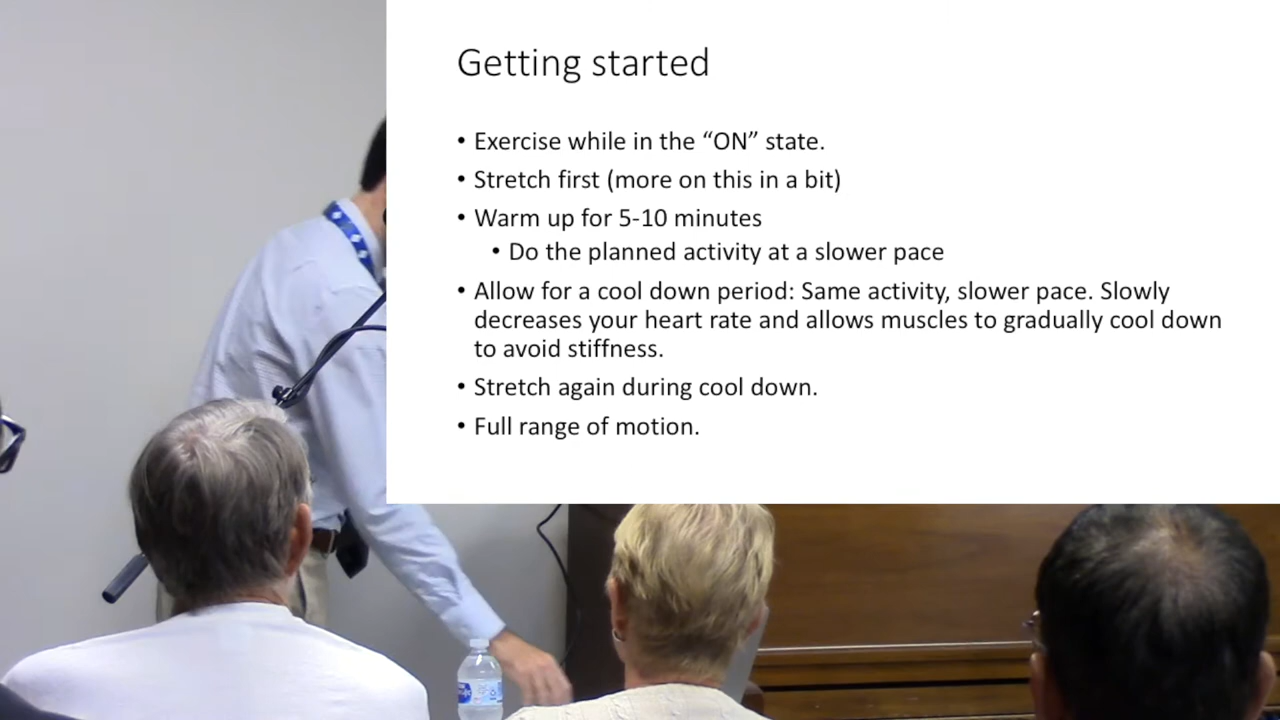 Getting started
• Exercise while in the “ON” state.
• Stretch first (more on this in a bit)
• Warm up for 5-10 minutes
• Do the planned activity at a slower pace
• Allow for a cool down period: Same activity, slower pace. Slowly
decreases your heart rate and allows muscles to gradually cool down
to avoid stiffness.
• Stretch again during cool down.
• Full range of motion.